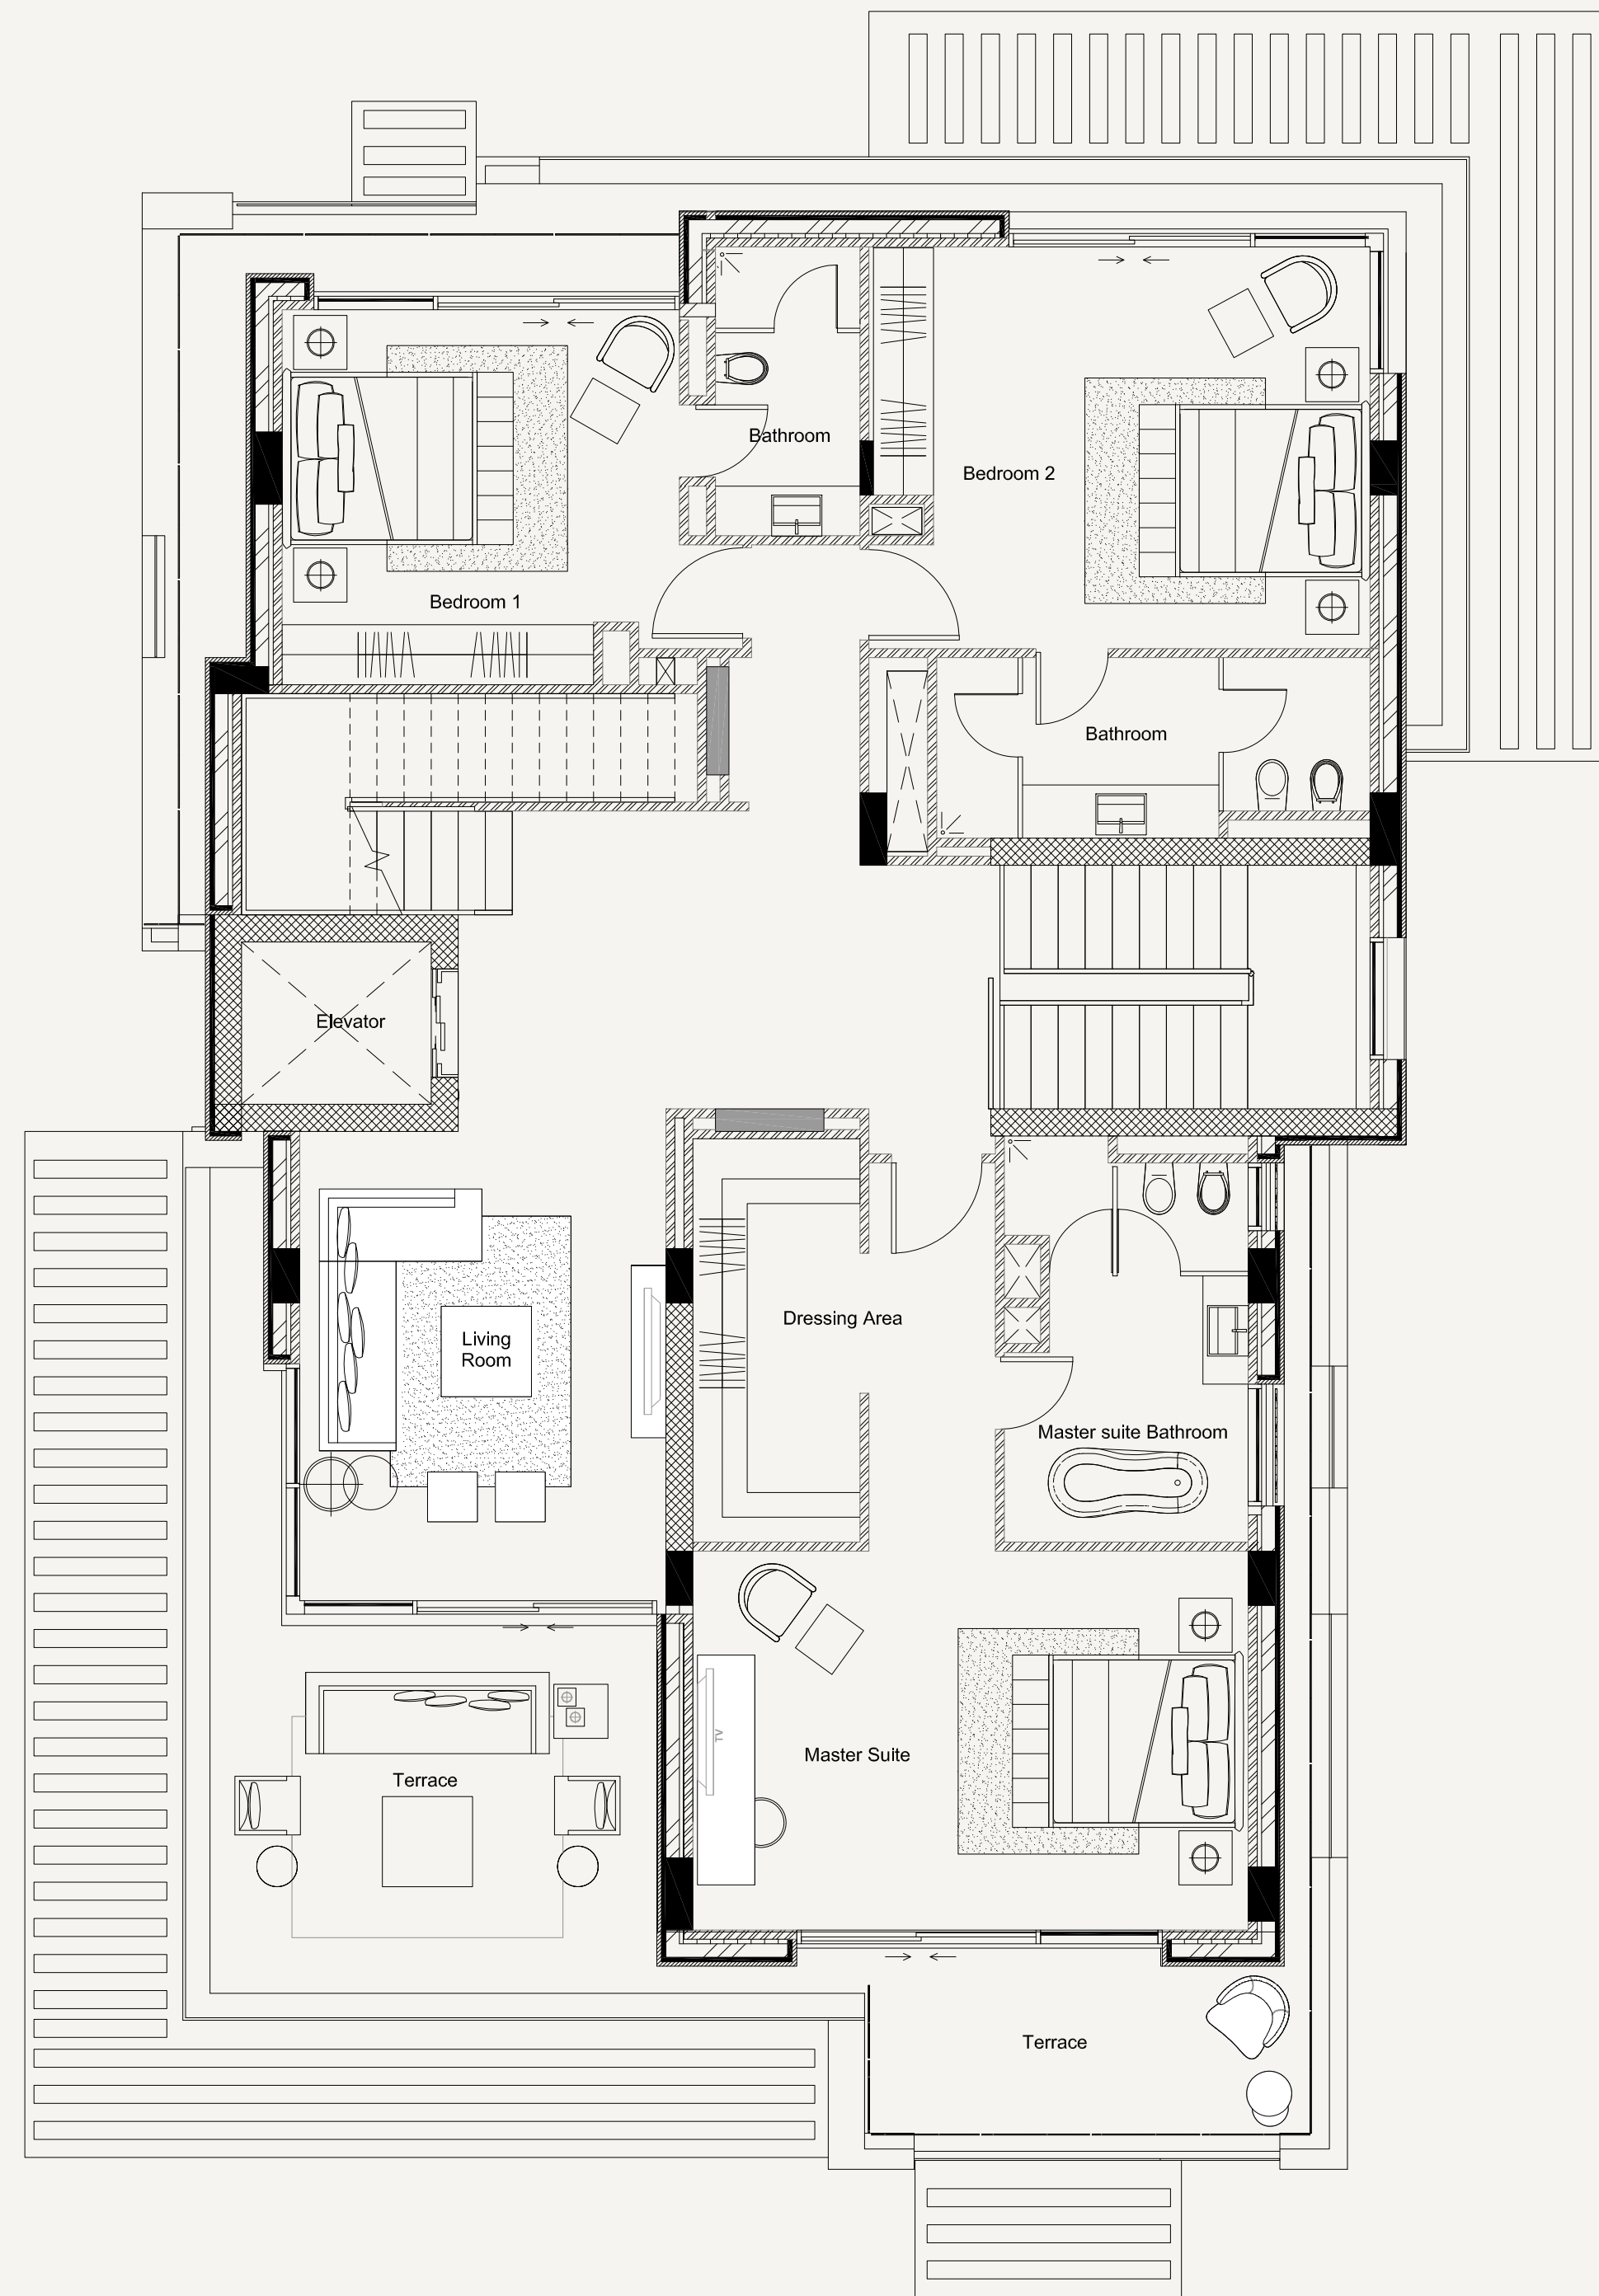 Bathroom
Bedroom 2
Bedroom 1
Bathroom
Elevator
Dressing Area
Living
Room
Master suite Bathroom
TV
Master Suite
Terrace
Terrace